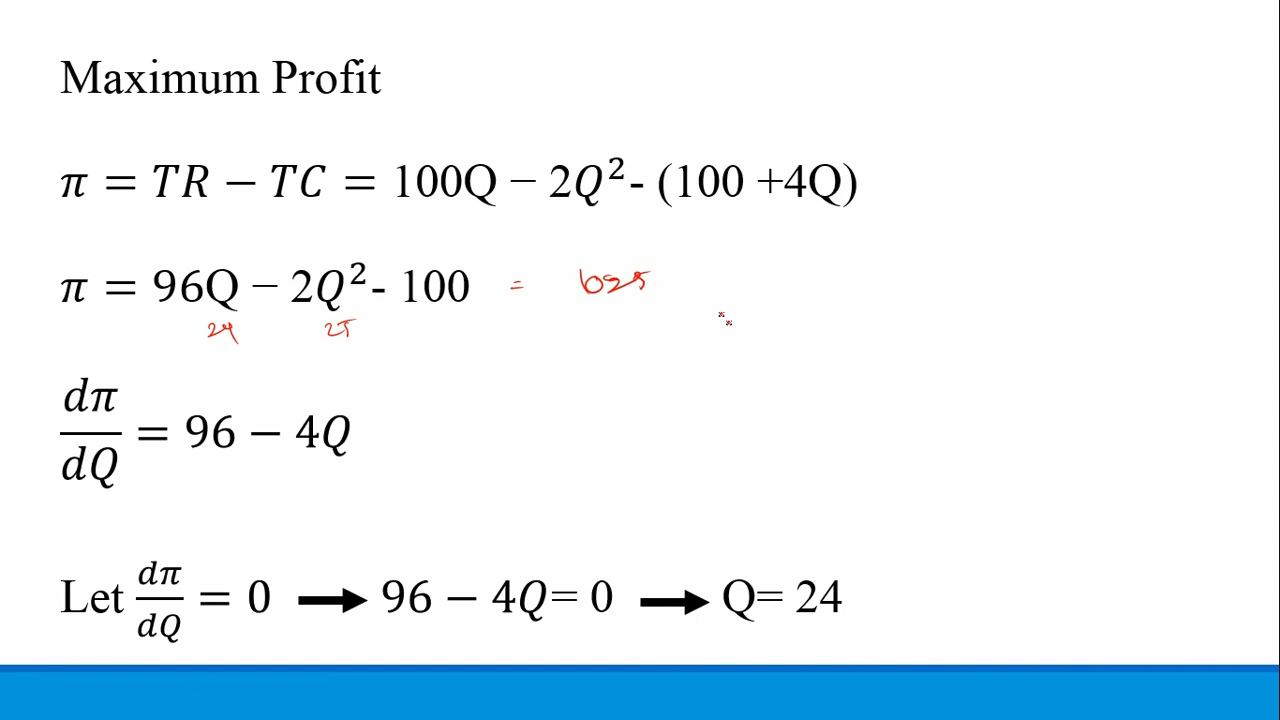 Maximum Profit
𝜋 = 𝑇𝑅 − 𝑇𝐶 = 100Q − 2𝑄² - (100 +4Q)
𝜋 = 96Q − 2𝑄² - 100 =
24
𝑑𝜋/𝑑𝑄 = 96 − 4𝑄
Let 𝑑𝜋/𝑑𝑄 = 0 ➡ 96 − 4𝑄= 0 ➡ Q= 24